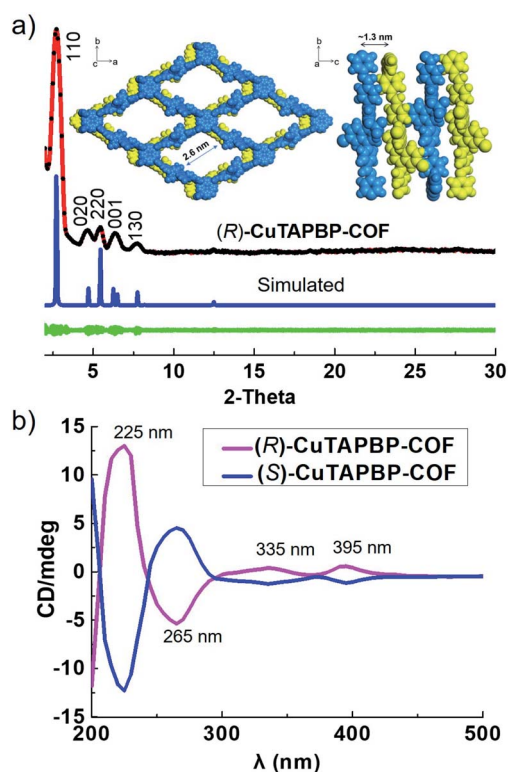 a)
110
020
220
001
130
b
c
a
2.6 nm
~1.3 nm
b
a
c
(R)-CuTAPBP-COF
Simulated
5
10
15
20
25
30
2-Theta
b)
15
10
5
0
-5
-10
-15
CD/mdeg
225 nm
(R)-CuTAPBP-COF
(S)-CuTAPBP-COF
335 nm
395 nm
265 nm
200
300
400
500
λ (nm)